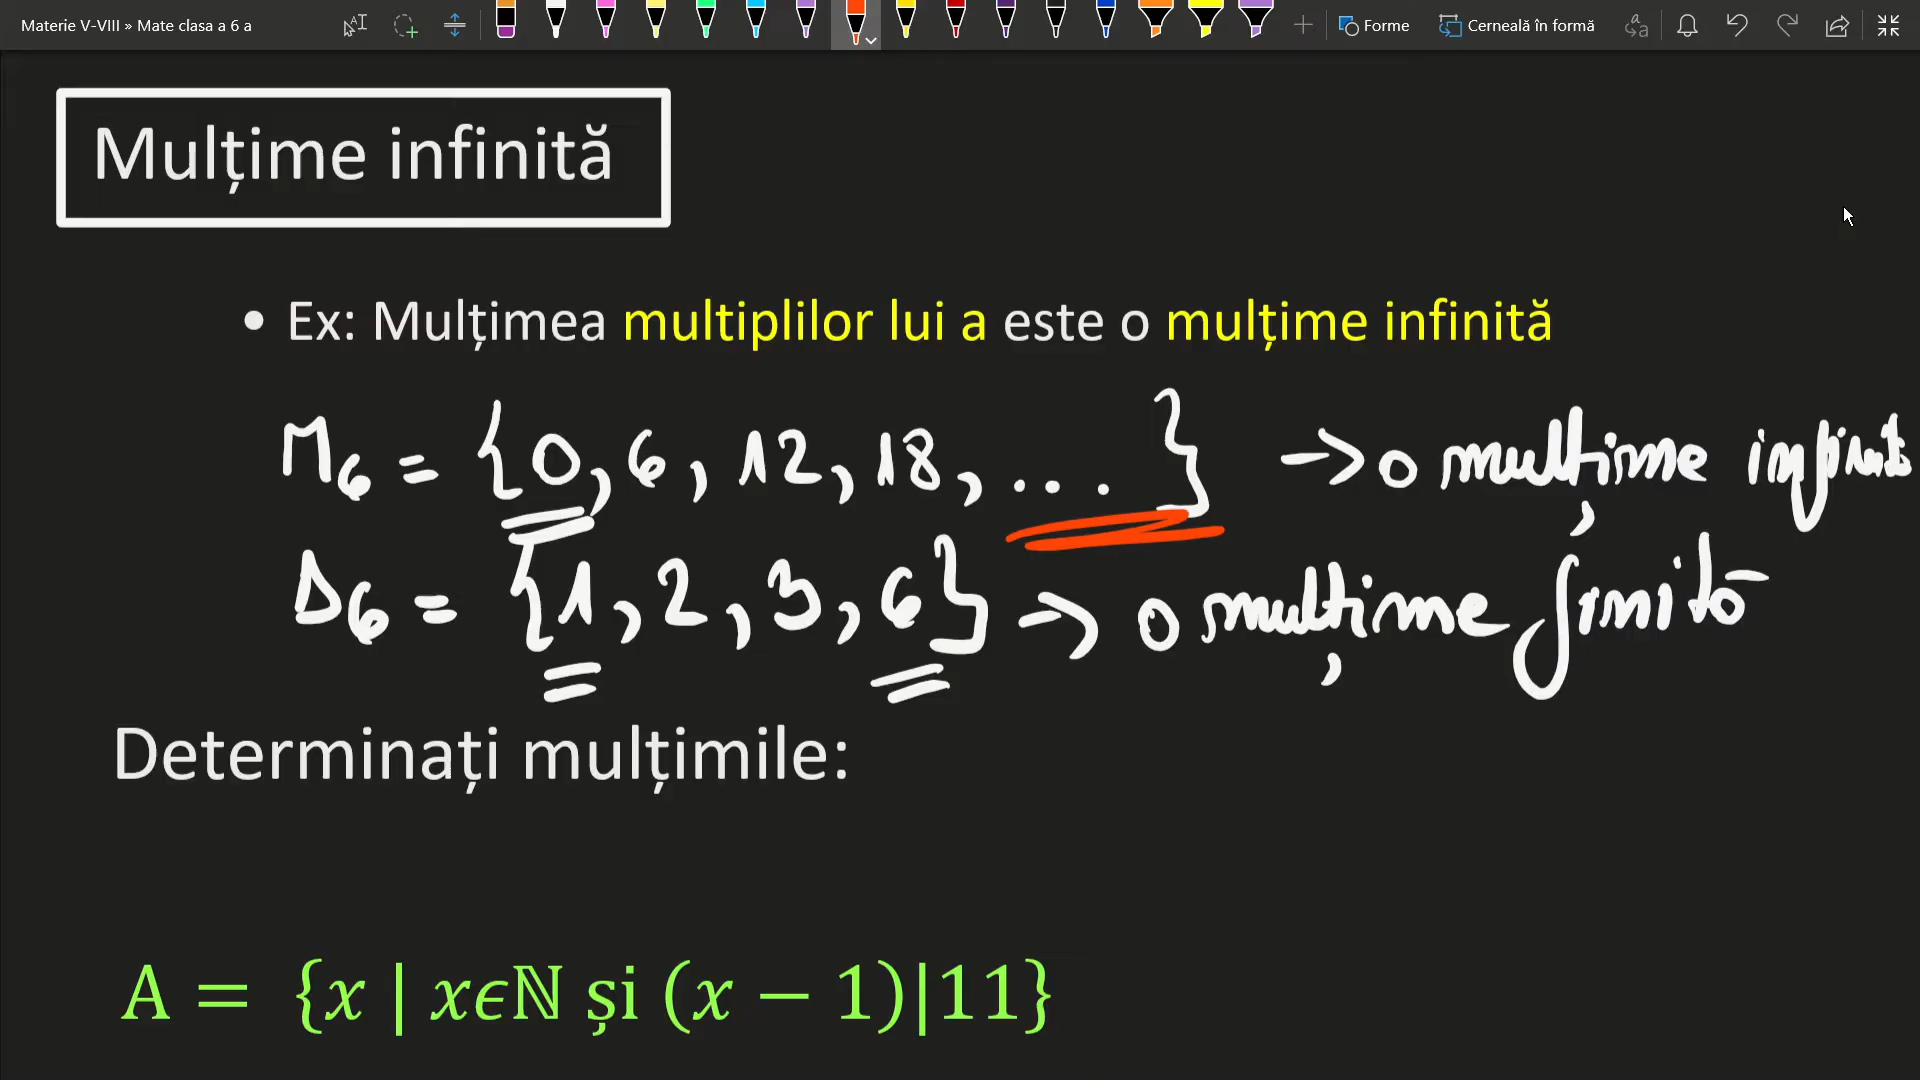 Materie V-VIII » Mate clasa a 6 a
Forme
Cerneală în formă
Mulțime infinită
• Ex: Mulțimea multiplilor lui a este o mulțime infinită
M₆ = {0, 6, 12, 18, ... } → o mulțime infinită
D₆ = {1, 2, 3, 6} → o mulțime finită
Determinați mulțimile:
A = {x | xϵℕ și (x − 1)|11}